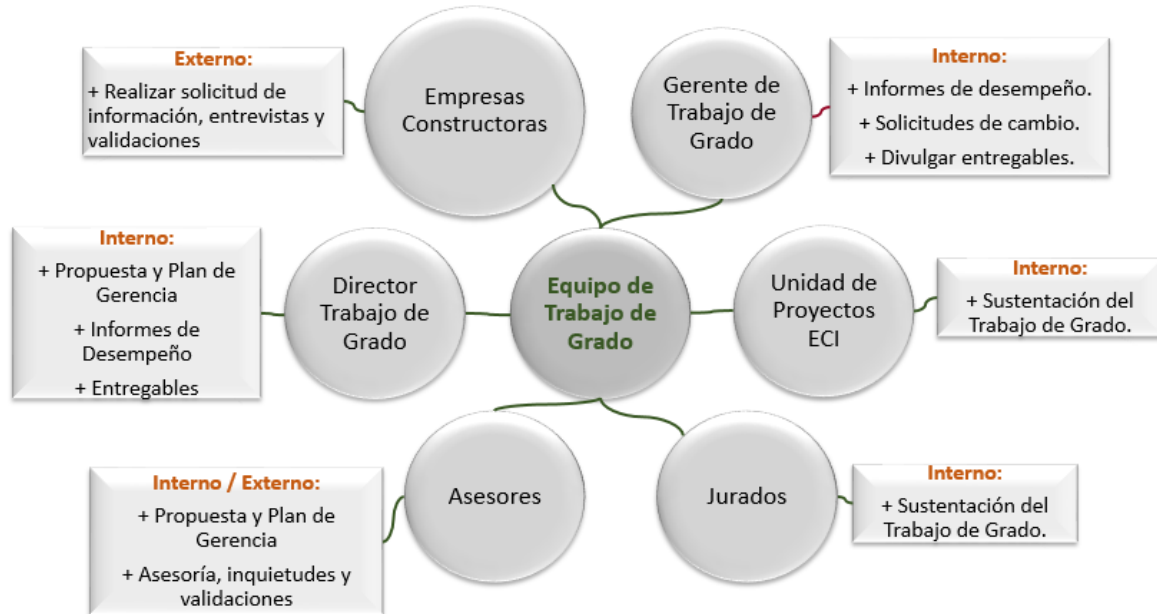 Externo:
+ Realizar solicitud de
información, entrevistas y
validaciones
Empresas
Constructoras
Gerente de
Trabajo de
Grado
Interno:
+ Informes de desempeño.
+ Solicitudes de cambio.
+ Divulgar entregables.
Interno:
+ Propuesta y Plan de
Gerencia
+ Informes de
Desempeño
+ Entregables
Director
Trabajo de
Grado
Equipo de
Trabajo de
Grado
Unidad de
Proyectos
ECI
Interno:
+ Sustentación del
Trabajo de Grado.
Interno / Externo:
+ Propuesta y Plan de
Gerencia
+ Asesoría, inquietudes y
validaciones
Asesores
Jurados
Interno:
+ Sustentación del
Trabajo de Grado.